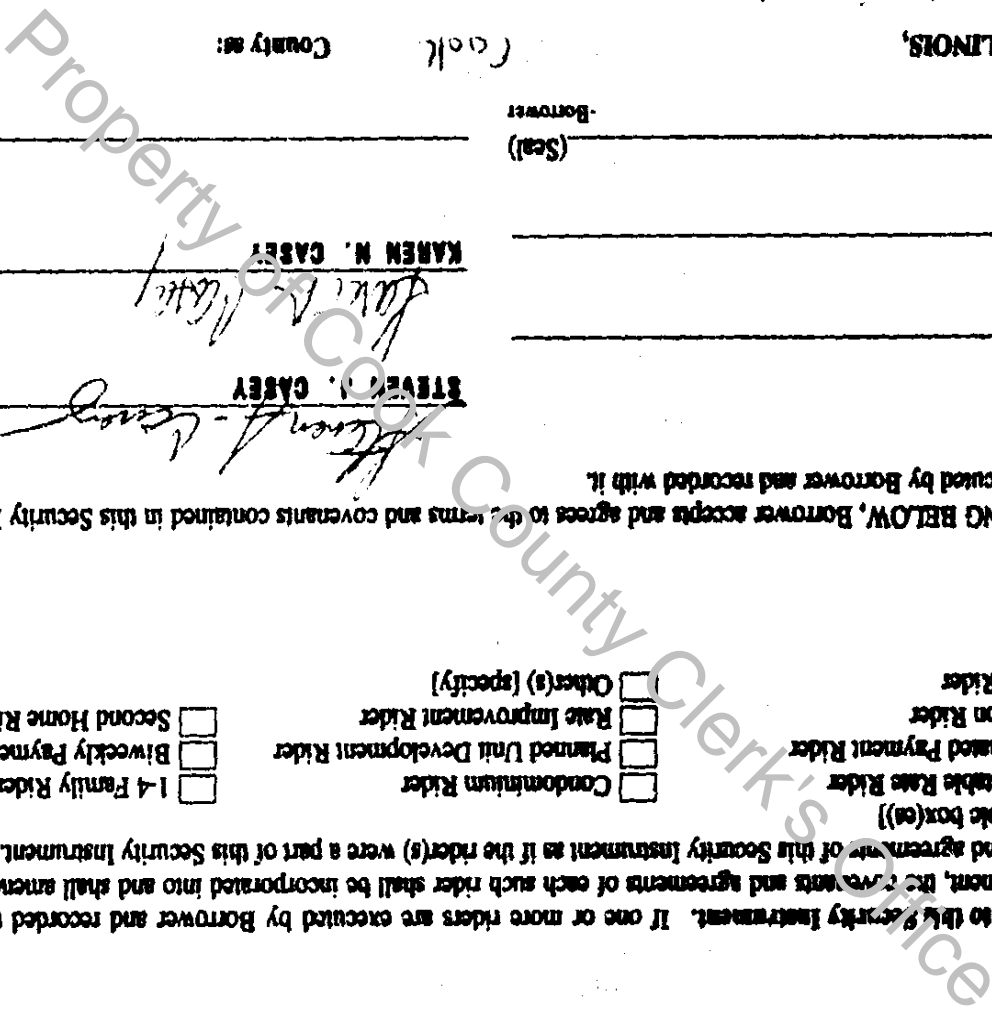 to this Security Instrument. If one or more riders are executed by Borrower and recorded
ment, the covenants and agreements of each such rider shall be incorporated into and shall amen
nd agreements of this Security Instrument as if the rider(s) were a part of this Security Instrument.
ble box(es)]
stable Rate Rider Condominium Rider 1-4 Family Rider
uated Payment Rider Planned Unit Development Rider Biweekly Payme
on Rider Rate Improvement Rider Second Home Ri
Rider Other(s) [specify]
NG BELOW, Borrower accepts and agrees to the terms and covenants contained in this Security
cuted by Borrower and recorded with it.
STEVEN J. CASEY
KAREN N. CASEY
(Seal)
-Borrower
LINOIS, Cook County ss:
Property of Cook County Clerk's Office